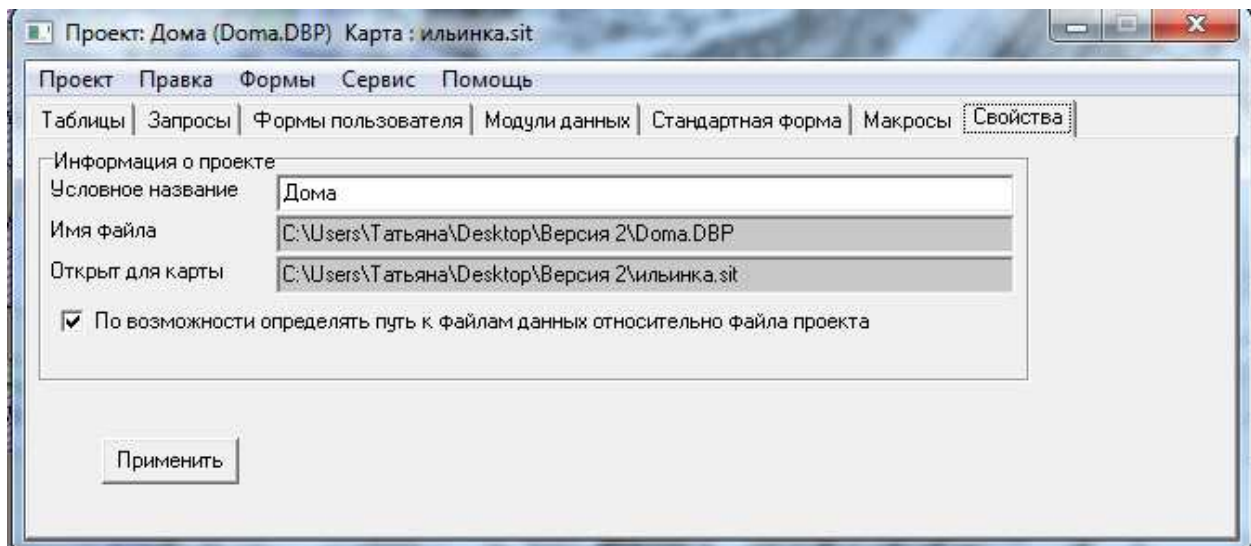 Проект: Дома (Doma.DBP) Карта : ильинка.sit
Проект Правка Формы Сервис Помощь
Таблицы Запросы Формы пользователя Модули данных Стандартная форма Макросы Свойства
Информация о проекте
Условное название Дома
Имя файла C:\Users\Татьяна\Desktop\Версия 2\Doma.DBP
Открыт для карты C:\Users\Татьяна\Desktop\Версия 2\ильинка.sit
По возможности определять путь к файлам данных относительно файла проекта
Применить